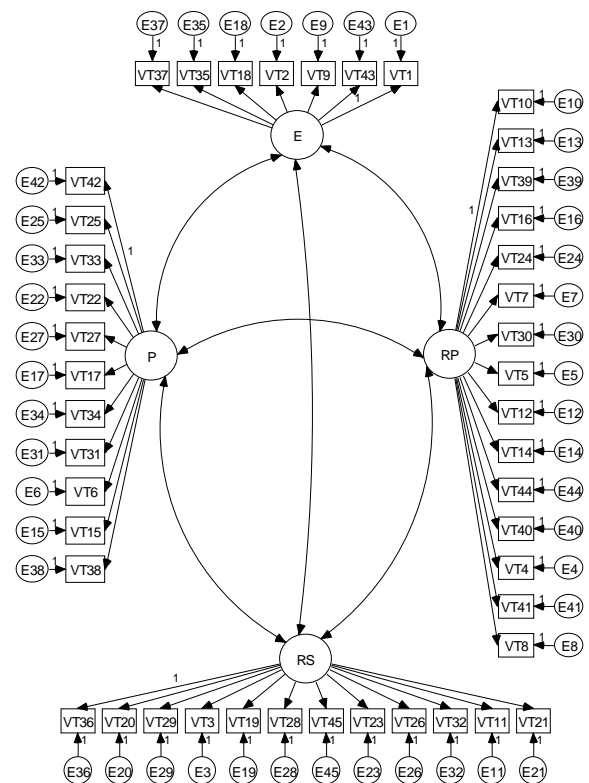 E37 E35 E18 E2 E9 E43 E1
1 1 1 1 1 1 1
VT37 VT35 VT18 VT2 VT9 VT43 VT1
1
E
VT10 1 E10
VT13 1 E13
VT39 1 E39
VT16 1 E16
VT24 1 E24
VT7 1 E7
VT30 1 E30
VT5 1 E5
VT12 1 E12
VT14 1 E14
VT44 1 E44
VT40 1 E40
VT4 1 E4
VT41 1 E41
VT8 1 E8
1
RP
E42 1 VT42
E25 1 VT25
E33 1 VT33
E22 1 VT22
E27 1 VT27
E17 1 VT17
E34 1 VT34
E31 1 VT31
E6 1 VT6
E15 1 VT15
E38 1 VT38
1
P
RS
1
VT36 VT20 VT29 VT3 VT19 VT28 VT45 VT23 VT26 VT32 VT11 VT21
1 1 1 1 1 1 1 1 1 1 1 1
E36 E20 E29 E3 E19 E28 E45 E23 E26 E32 E11 E21